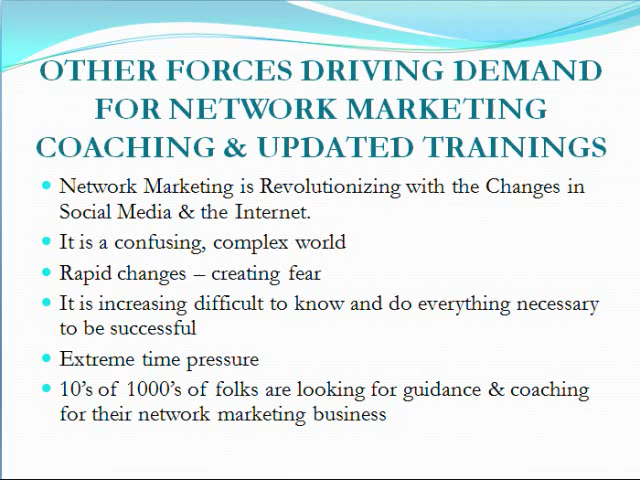 OTHER FORCES DRIVING DEMAND
FOR NETWORK MARKETING
COACHING & UPDATED TRAININGS
• Network Marketing is Revolutionizing with the Changes in
Social Media & the Internet.
• It is a confusing, complex world
• Rapid changes – creating fear
• It is increasing difficult to know and do everything necessary
to be successful
• Extreme time pressure
• 10’s of 1000’s of folks are looking for guidance & coaching
for their network marketing business